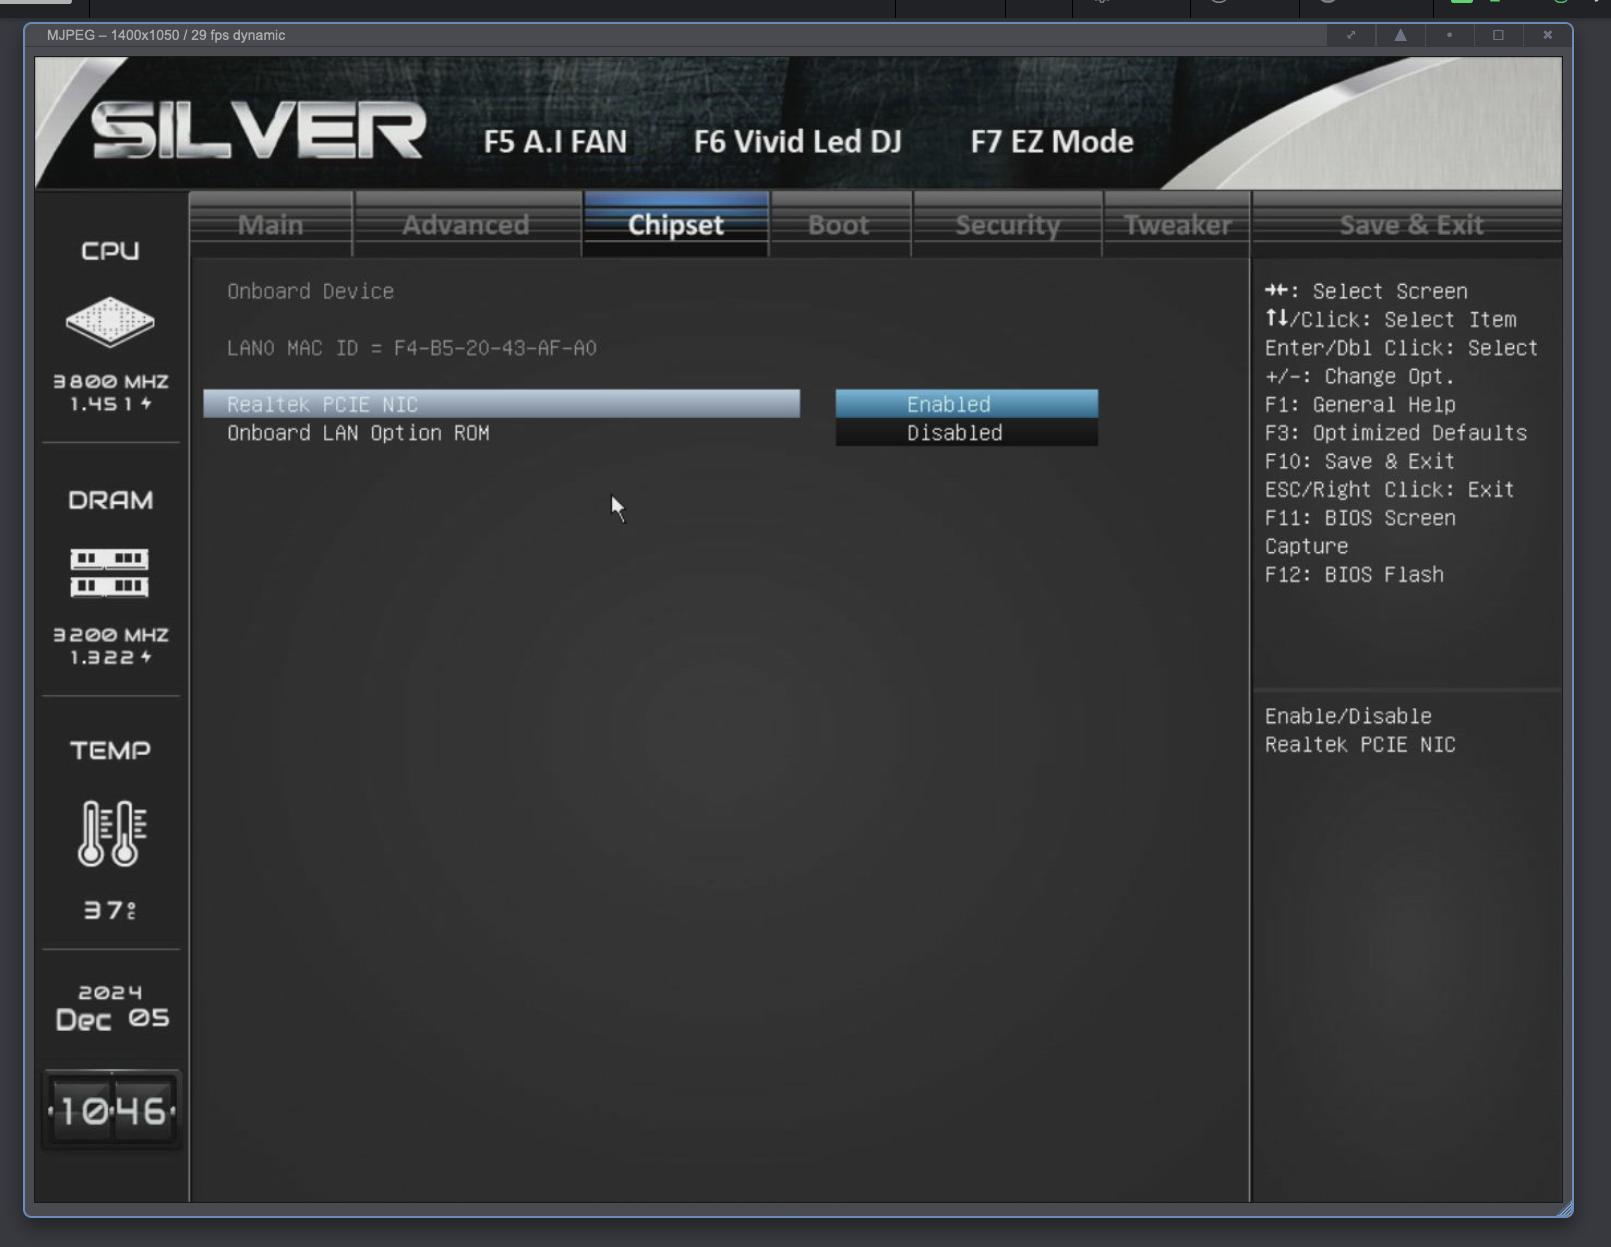 MJPEG – 1400x1050 / 29 fps dynamic
SILVER
F5 A.I FAN
F6 Vivid Led DJ
F7 EZ Mode
Main
Advanced
Chipset
Boot
Security
Tweaker
Save & Exit
CPU
3800 MHZ
1.451
DRAM
3200 MHZ
1.322
TEMP
37°C
2024
Dec 05
10:46
Onboard Device
LAN0 MAC ID = F4-B5-20-43-AF-A0
Realtek PCIE NIC Enabled
Onboard LAN Option ROM Disabled
→←: Select Screen
↑↓/Click: Select Item
Enter/Dbl Click: Select
+/-: Change Opt.
F1: General Help
F3: Optimized Defaults
F10: Save & Exit
ESC/Right Click: Exit
F11: BIOS Screen
Capture
F12: BIOS Flash
Enable/Disable
Realtek PCIE NIC